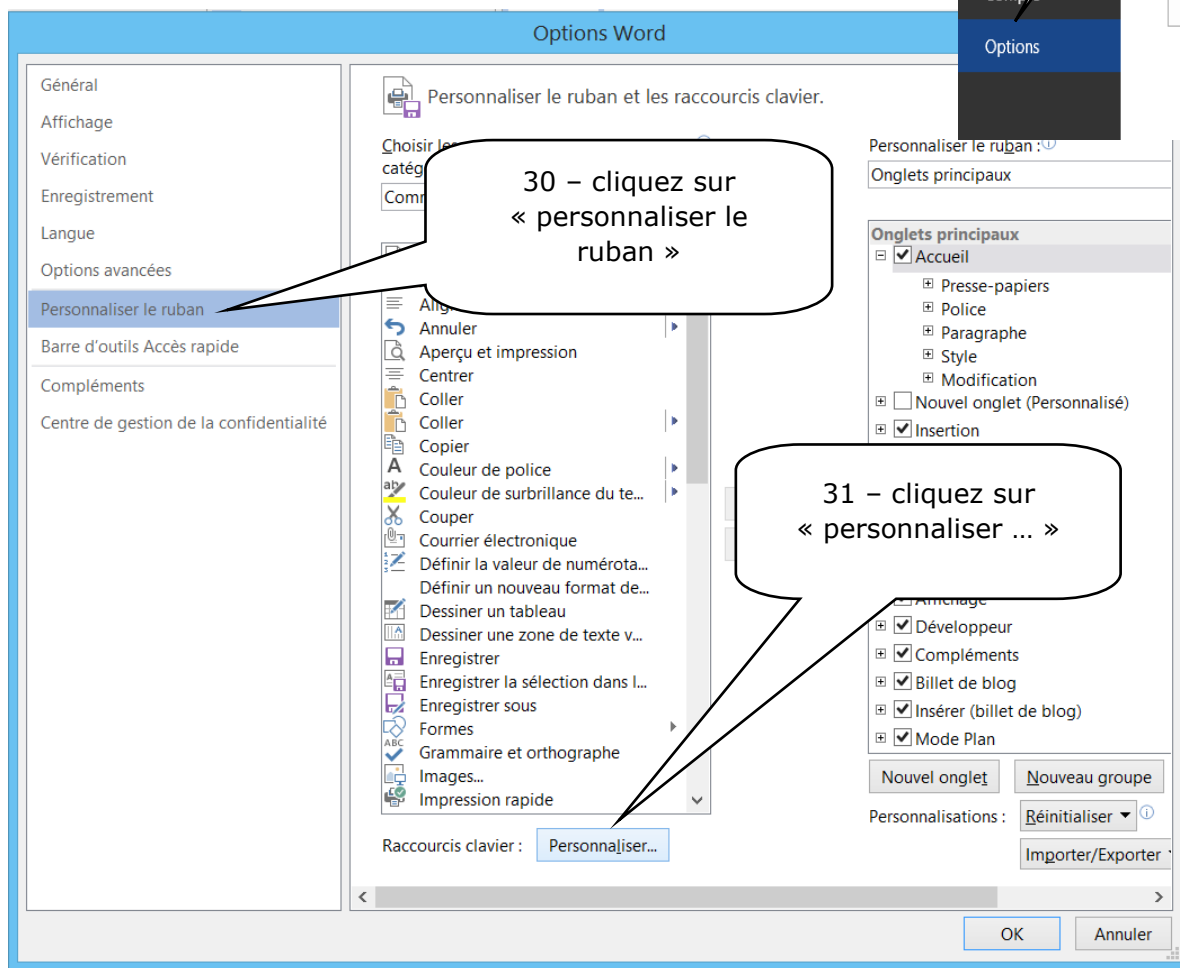 Options Word
Options
Général
Affichage
Vérification
Enregistrement
Langue
Options avancées
Personnaliser le ruban
Barre d'outils Accès rapide
Compléments
Centre de gestion de la confidentialité
Personnaliser le ruban et les raccourcis clavier.
Choisir
30 – cliquez sur
« personnaliser le
ruban »
Annuler
Aperçu et impression
Centrer
Coller
Coller
Copier
Couleur de police
Couleur de surbrillance du te...
Couper
Courrier électronique
Définir la valeur de numérota...
Définir un nouveau format de...
Dessiner un tableau
Dessiner une zone de texte v...
Enregistrer
Enregistrer la sélection dans l...
Enregistrer sous
Formes
Grammaire et orthographe
Images...
Impression rapide
Raccourcis clavier : Personnaliser...
Personnaliser le ruban :
Onglets principaux
Onglets principaux
Accueil
Presse-papiers
Police
Paragraphe
Style
Modification
Nouvel onglet (Personnalisé)
Insertion
31 – cliquez sur
« personnaliser ... »
Affichage
Développeur
Compléments
Billet de blog
Insérer (billet de blog)
Mode Plan
Nouvel onglet Nouveau groupe
Personnalisations : Réinitialiser
Importer/Exporter
OK Annuler